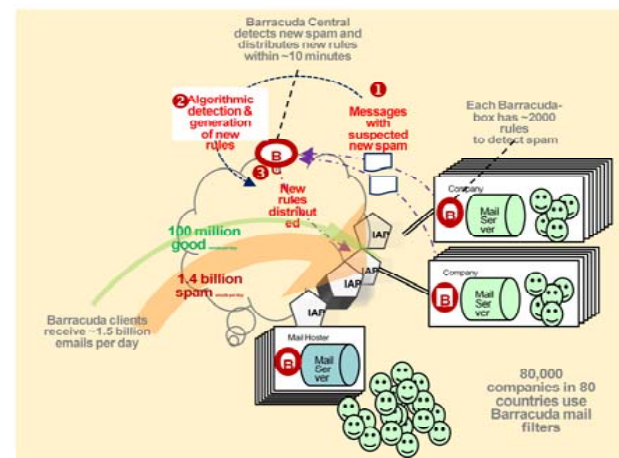 Barracuda Central
detects new spam and
distributes new rules
within ~10 minutes
1
2 Algorithmic
detection &
generation
of new
rules
Messages
with
suspected
new spam
Each Barracuda-
box has ~2000
rules
to detect spam
B
3
New
rules
distribut
ed
100 million
good
1.4 billion
spam
IAP
IAP
IAP
Company
B
Mail
Ser
ver
Company
B
Mail
Ser
ver
Barracuda clients
receive ~1.5 billion
emails per day
Mail Hoster
B
Mail
Ser
ver
80,000
companies in 80
countries use
Barracuda mail
filters